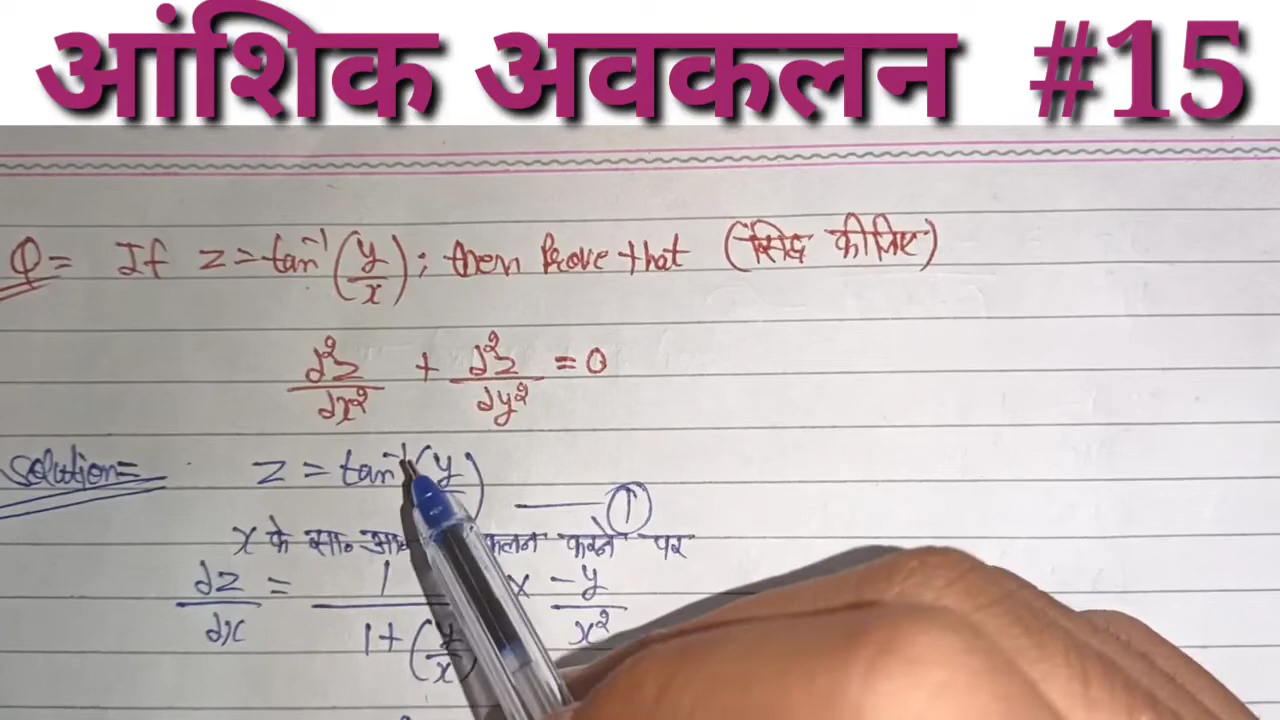 आंशिक अवकलन #15
Q= If z=tan⁻¹(y/x); then Prove that (सिद्ध कीजिए)
∂²z/∂x² + ∂²z/∂y² = 0
Solution= z = tan⁻¹(y ) —— ①
x के सा० कलन करने पर
∂z/∂x = 1/(1+(y/x) × -y/x²